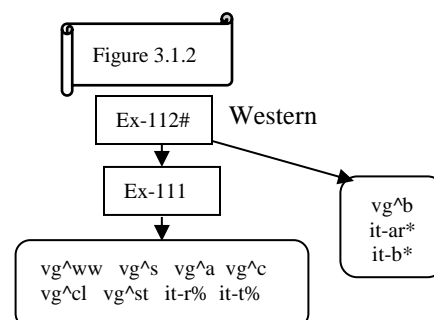 Figure 3.1.2
Ex-112# Western
Ex-111
vg^b
it-ar*
it-b*
vg^ww vg^s vg^a vg^c
vg^cl vg^st it-r% it-t%